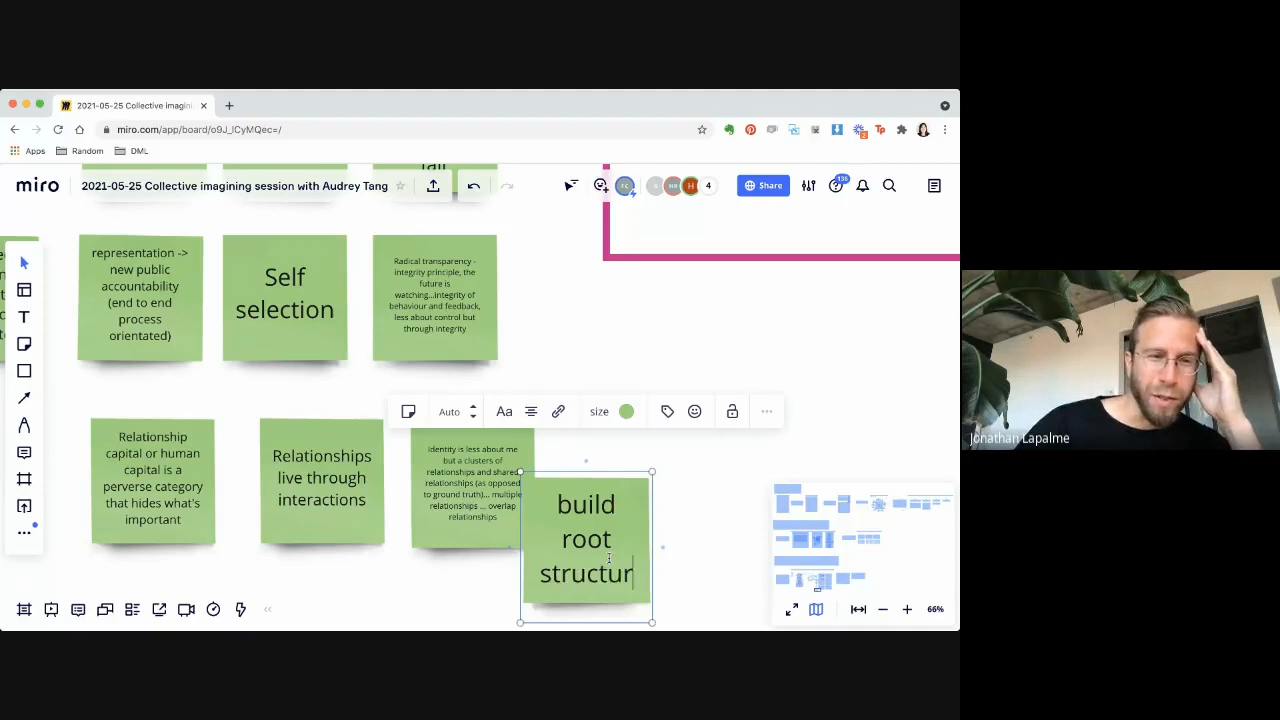 2021-05-25 Collective imagin
miro.com/app/board/o9J_lCyMQec=/
Apps
Random
DML
Tp
miro
2021-05-25 Collective imagining session with Audrey Tang
FC
H
4
Share
136
representation ->
new public
accountability
(end to end
process
orientated)
Self
selection
Radical transparency -
integrity principle, the
future is
watching...integrity of
behaviour and feedback,
less about control but
through integrity
Auto
Aa
size
Relationship
capital or human
capital is a
perverse category
that hides what's
important
Relationships
live through
interactions
Identity is less about me
but a clusters of
relationships and shared
relationships (as opposed
to ground truth)... multiple
relationships ... overlap
relationships
build
root
structur
66%
Jonathan Lapalme